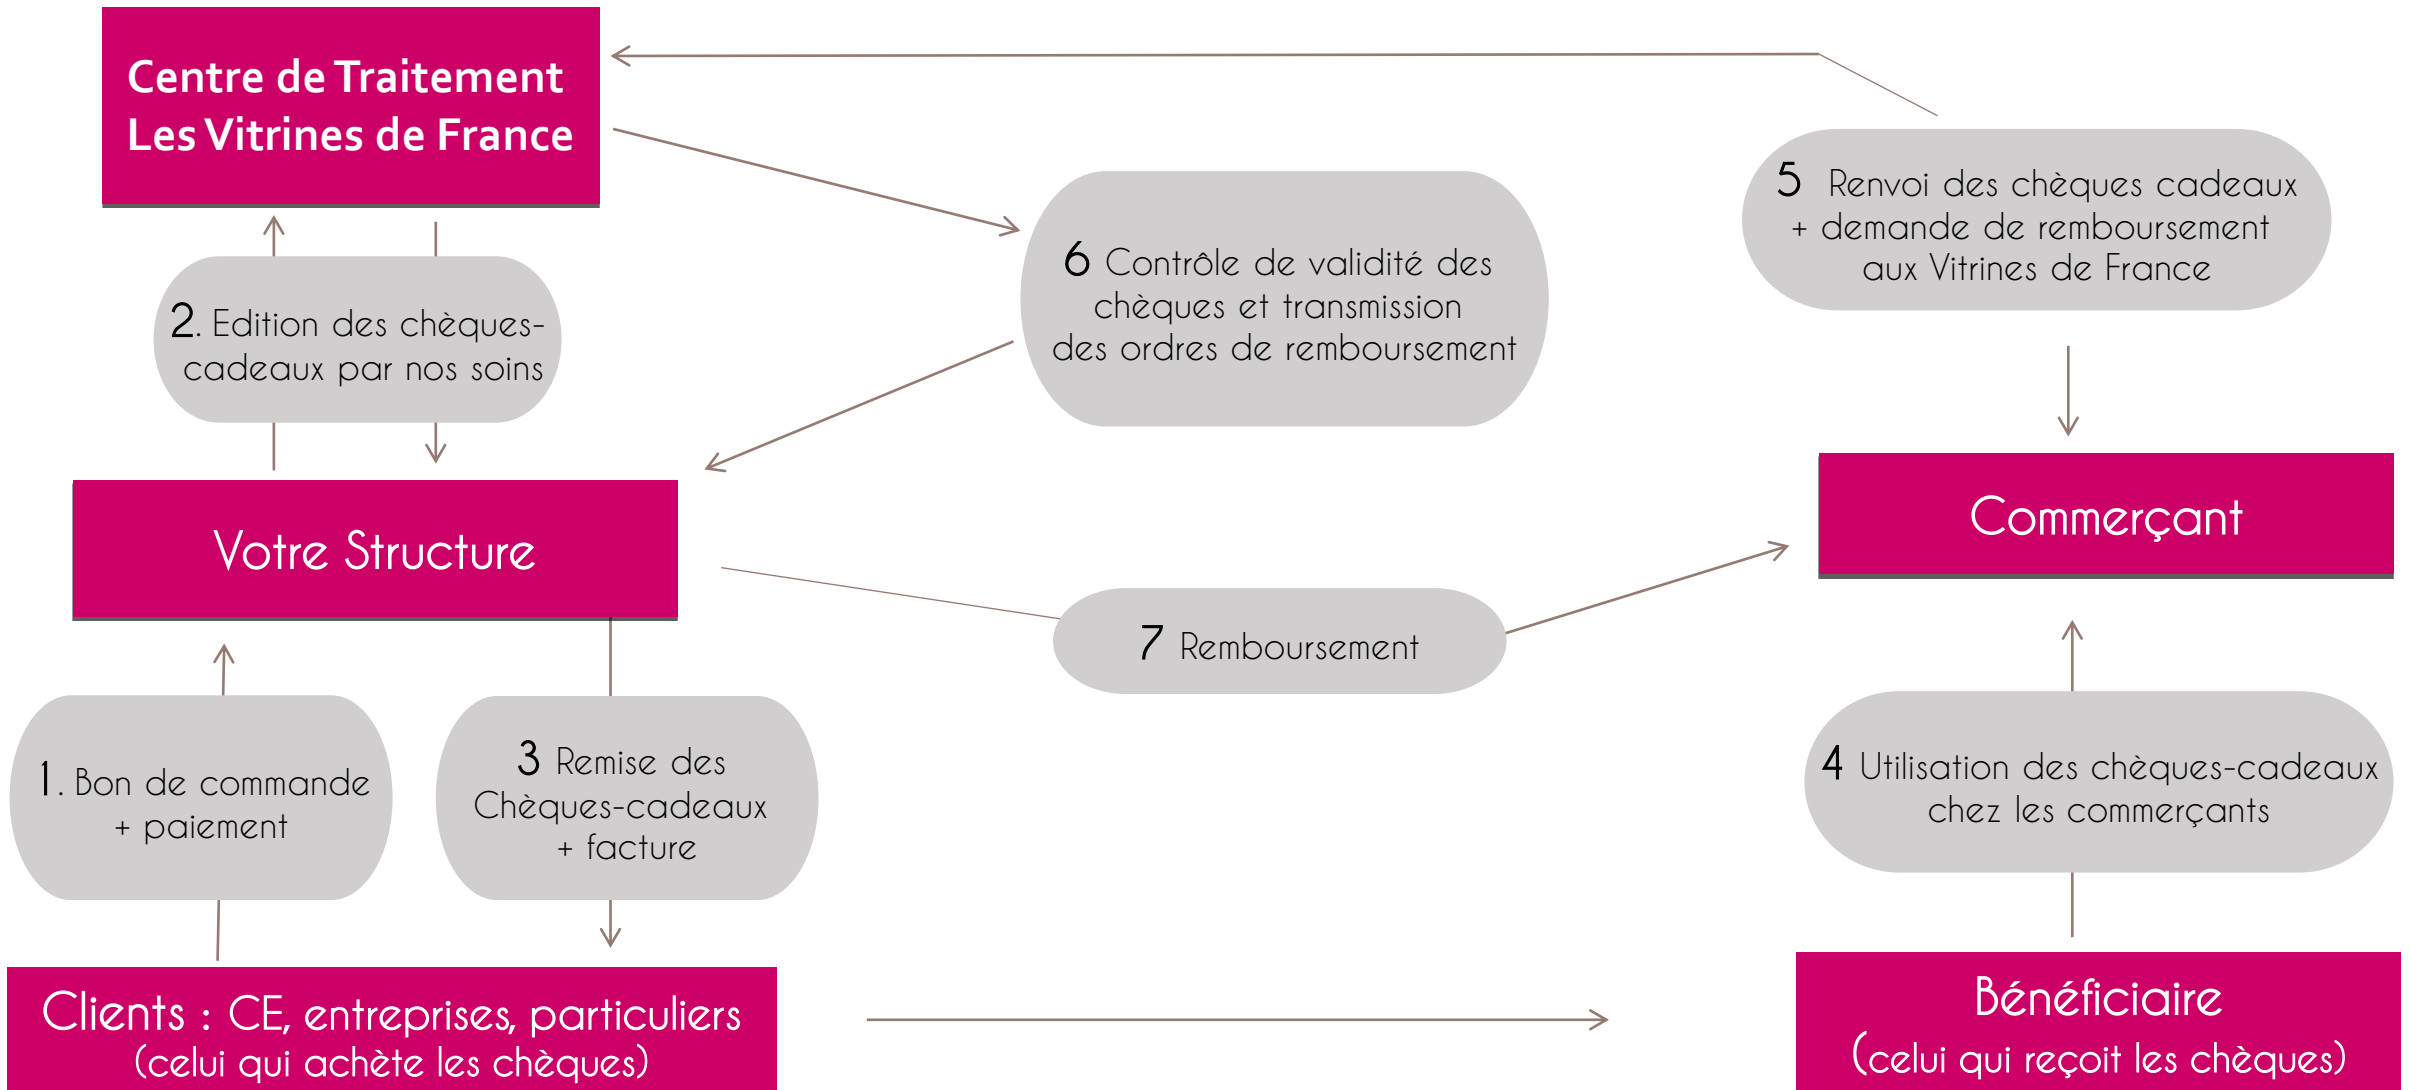 Centre de Traitement
Les Vitrines de France
5 Renvoi des chèques cadeaux
+ demande de remboursement
aux Vitrines de France
6 Contrôle de validité des
chèques et transmission
des ordres de remboursement
2. Edition des chèques-
cadeaux par nos soins
Votre Structure
Commerçant
7 Remboursement
1. Bon de commande
+ paiement
3 Remise des
Chèques-cadeaux
+ facture
4 Utilisation des chèques-cadeaux
chez les commerçants
Clients : CE, entreprises, particuliers
(celui qui achète les chèques)
Bénéficiaire
(celui qui reçoit les chèques)